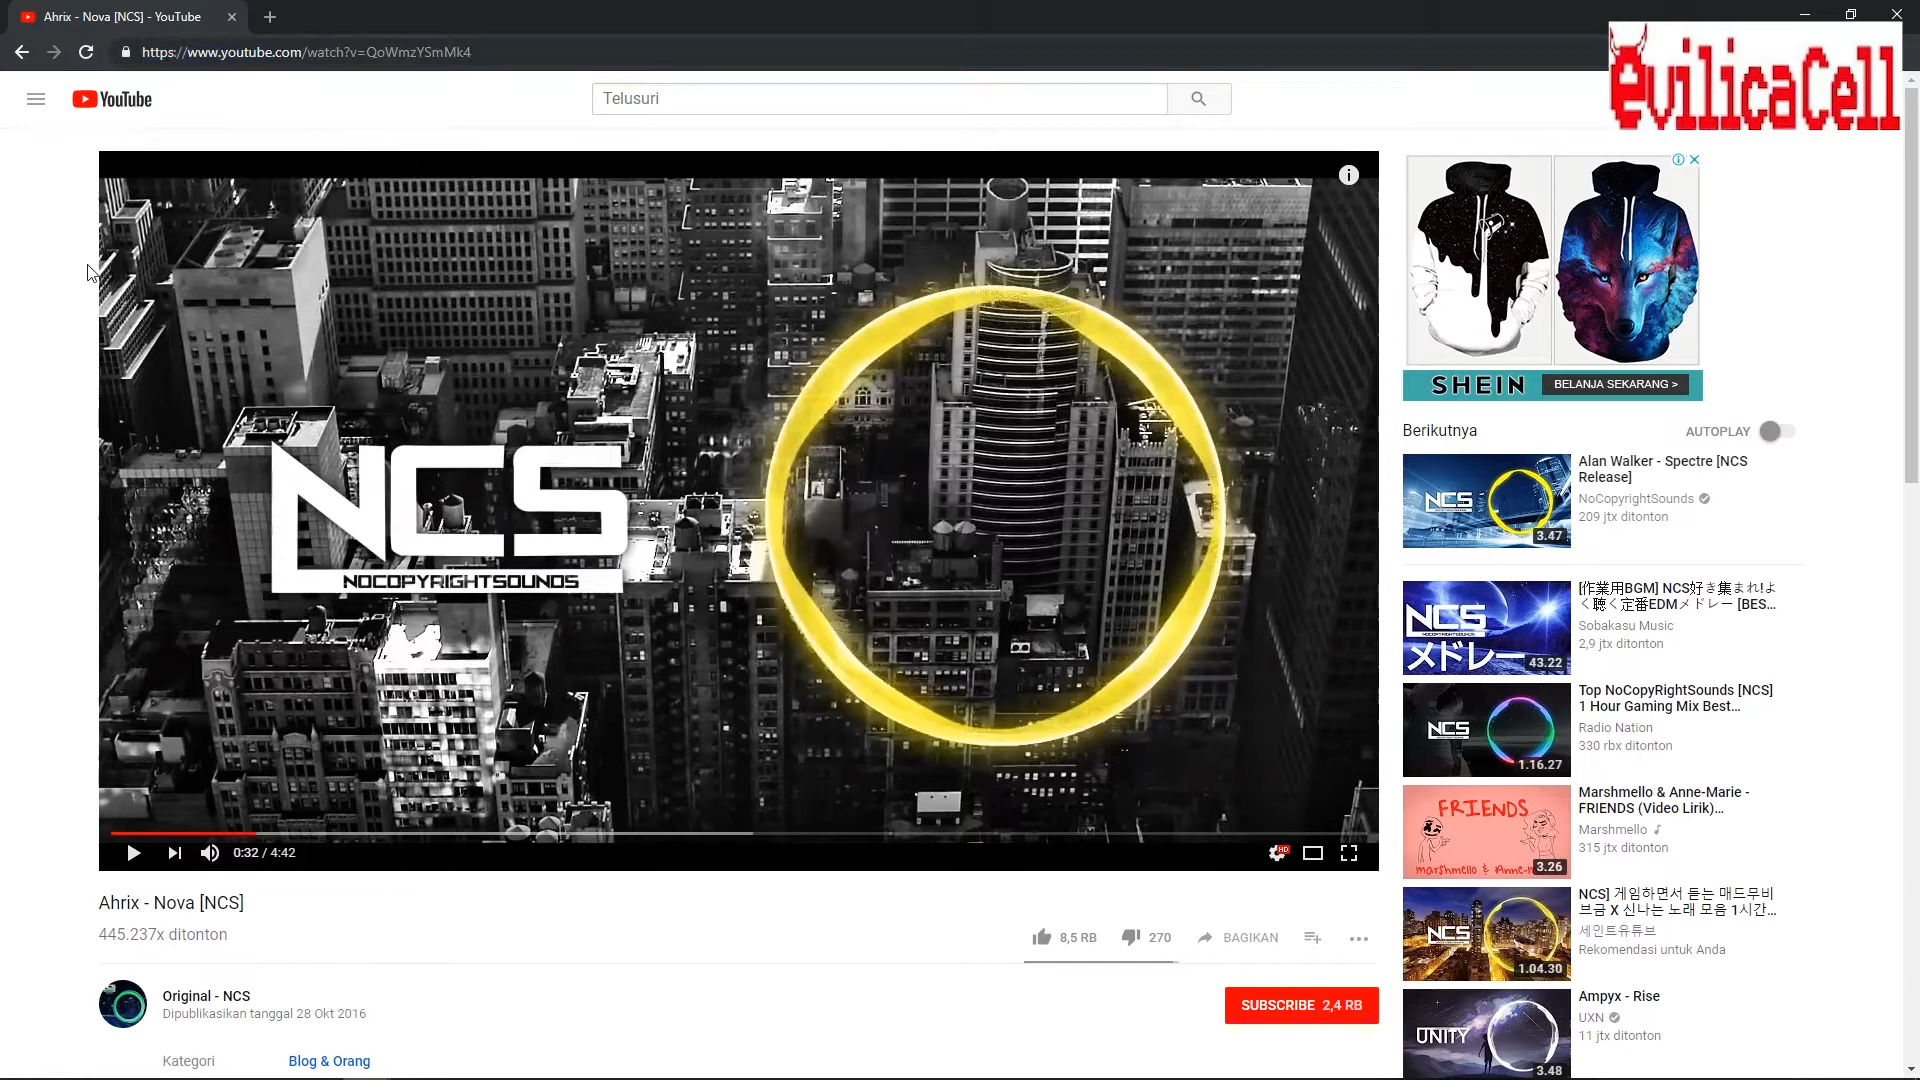 Ahrix - Nova [NCS] - YouTube
https://www.youtube.com/watch?v=QoWmzYSmMk4
evilicaCell
YouTube
Telusuri
NCS
NOCOPYRIGHTSOUNDS
0:32 / 4:42
HD
Ahrix - Nova [NCS]
445.237x ditonton
8,5 RB
270
BAGIKAN
Original - NCS
Dipublikasikan tanggal 28 Okt 2016
SUBSCRIBE 2,4 RB
Kategori
Blog & Orang
SHEIN
BELANJA SEKARANG >
Berikutnya
AUTOPLAY
NCS
3.47
Alan Walker - Spectre [NCS
Release]
NoCopyrightSounds
209 jtx ditonton
NCS
NOCOPYRIGHTSOUNDS
メドレー
43.22
[作業用BGM] NCS好き集まれ!よ
く聴く定番EDMメドレー [BES...
Sobakasu Music
2,9 jtx ditonton
NCS
1.16.27
Top NoCopyRightSounds [NCS]
1 Hour Gaming Mix Best...
Radio Nation
330 rbx ditonton
FRIENDS
marshmello & Anne-
3.26
Marshmello & Anne-Marie -
FRIENDS (Video Lirik)...
Marshmello
315 jtx ditonton
NCS
1.04.30
NCS] 게임하면서 듣는 매드무비
브금 X 신나는 노래 모음 1시간...
세인트유튜브
Rekomendasi untuk Anda
UNITY
3.48
Ampyx - Rise
UXN
11 jtx ditonton